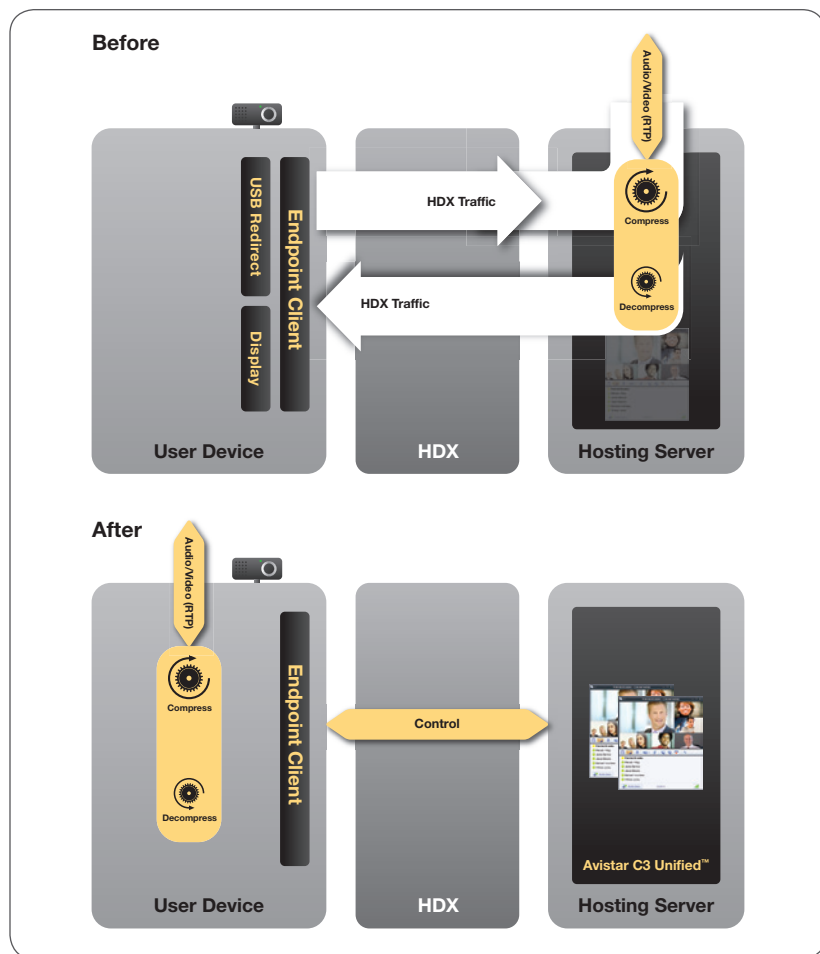 Before
Audio/Video (RTP)
USB Redirect
Display
Endpoint Client
HDX Traffic
Compress
HDX Traffic
Decompress
User Device
HDX
Hosting Server
After
Audio/Video (RTP)
Compress
Endpoint Client
Control
Decompress
Avistar C3 Unified™
User Device
HDX
Hosting Server